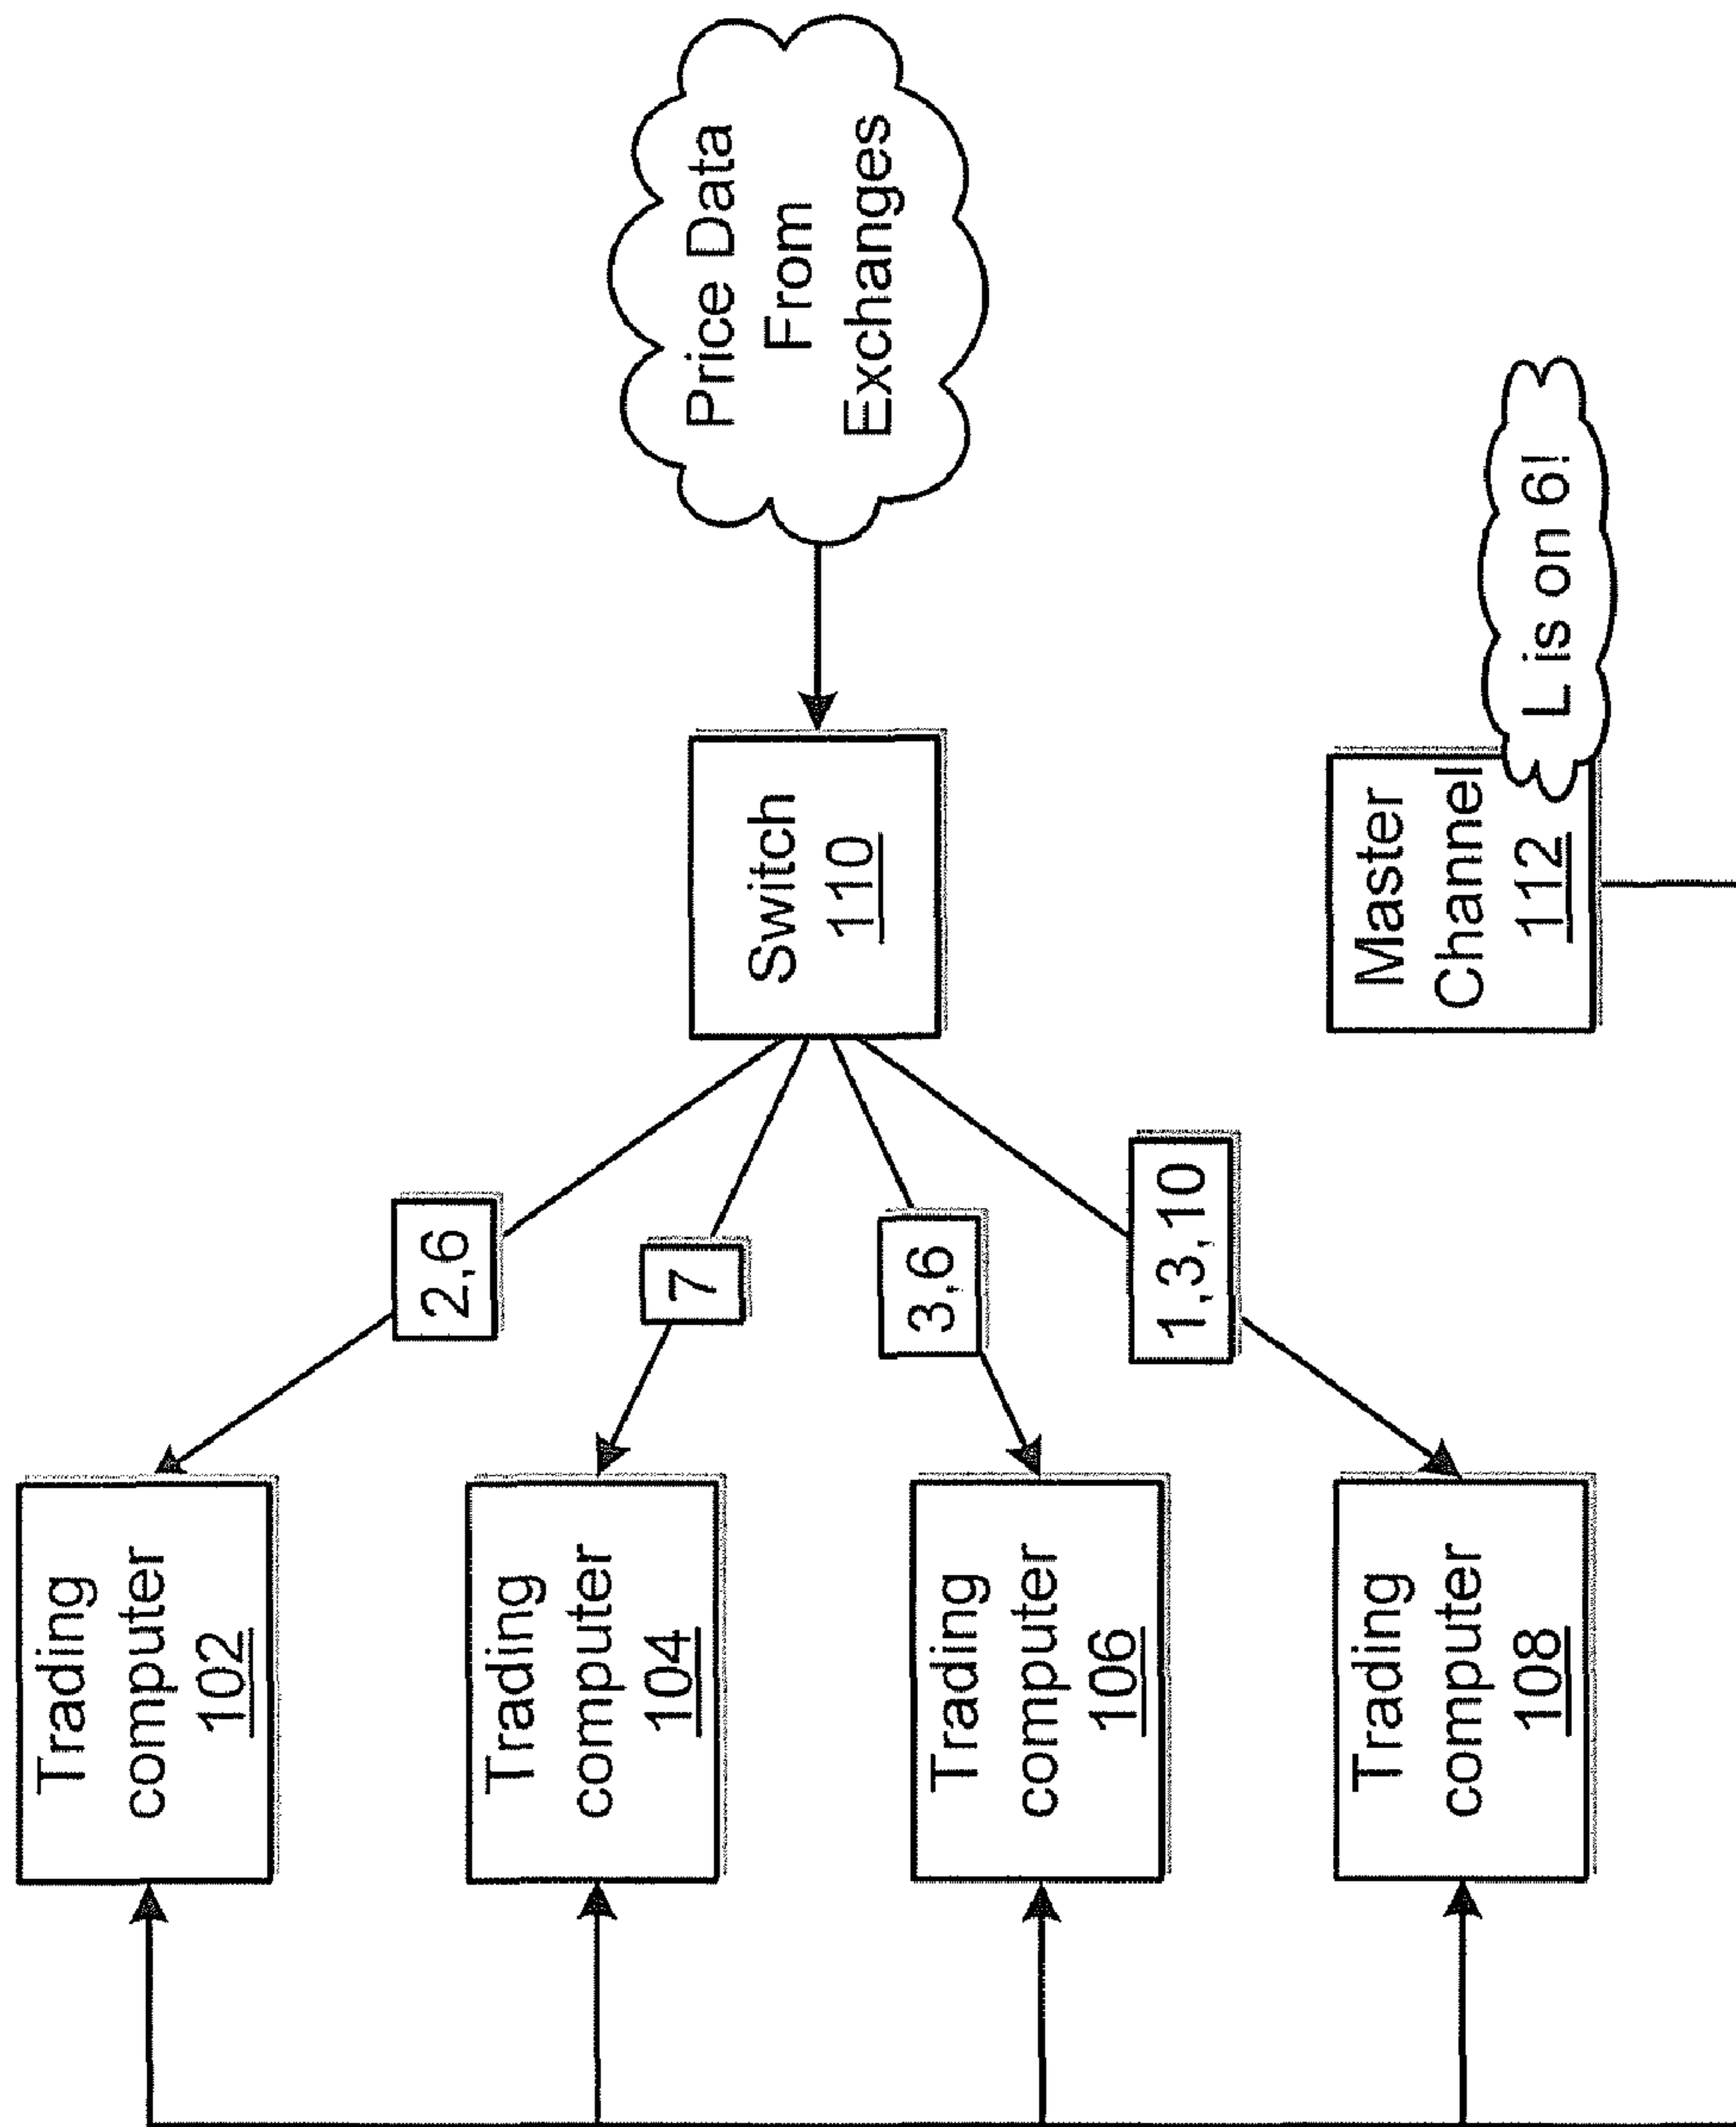 Trading
computer
102
Trading
computer
104
Trading
computer
106
Trading
computer
108
2,6
7
3,6
1,3,10
Switch
110
Price Data
From
Exchanges
Master
Channel
112
L is on 6!